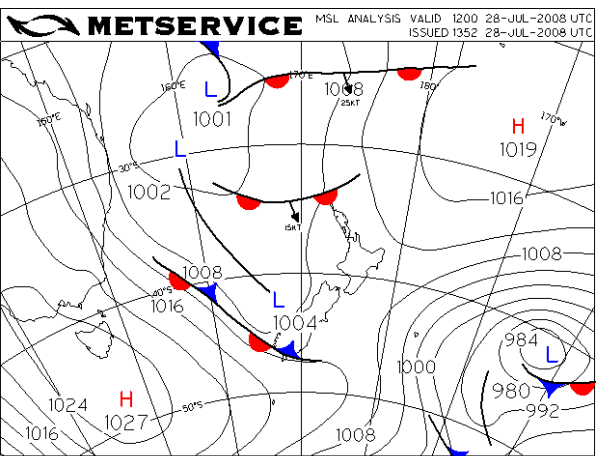 METSERVICE
MSL ANALYSIS VALID 1200 28-JUL-2008 UTC
ISSUED 1352 28-JUL-2008 UTC
170°E
160°E
L
1008
180°
25KT
1001
150°E
170°W
H
1019
L
30°S
1002
1016
15KT
1008
1008
40°S
1016
L
1004
984
L
1000
980
992
H
1024
1027
50°S
1016
1008